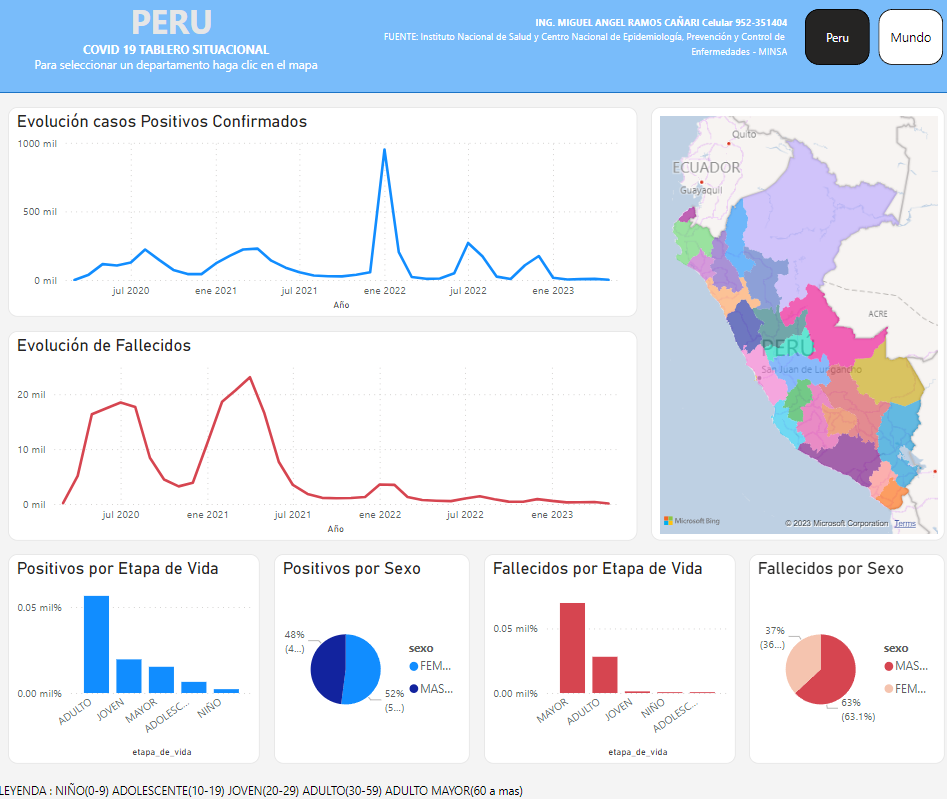 PERU
COVID 19 TABLERO SITUACIONAL
Para seleccionar un departamento haga clic en el mapa
ING. MIGUEL ANGEL RAMOS CAÑARI Celular 952-351404
FUENTE: Instituto Nacional de Salud y Centro Nacional de Epidemiología, Prevención y Control de
Enfermedades - MINSA
Peru
Mundo
Evolución casos Positivos Confirmados
1000 mil
500 mil
0 mil
jul 2020
ene 2021
jul 2021
ene 2022
jul 2022
ene 2023
Año
Evolución de Fallecidos
20 mil
10 mil
0 mil
jul 2020
ene 2021
jul 2021
ene 2022
jul 2022
ene 2023
Año
Quito
ECUADOR
Guayaquil
ACRE
PERU
San Juan de Lurigancho
Microsoft Bing
© 2023 Microsoft Corporation Terms
Positivos por Etapa de Vida
0.05 mil%
0.00 mil%
ADULTO
JOVEN
MAYOR
ADOLESC...
NIÑO
etapa_de_vida
Positivos por Sexo
48%
(4...)
52%
(5...)
sexo
FEM...
MAS...
Fallecidos por Etapa de Vida
0.05 mil%
0.00 mil%
MAYOR
ADULTO
JOVEN
NIÑO
ADOLESC...
etapa_de_vida
Fallecidos por Sexo
37%
(36...)
63%
(63.1%)
sexo
MAS...
FEM...
LEYENDA : NIÑO(0-9) ADOLESCENTE(10-19) JOVEN(20-29) ADULTO(30-59) ADULTO MAYOR(60 a mas)